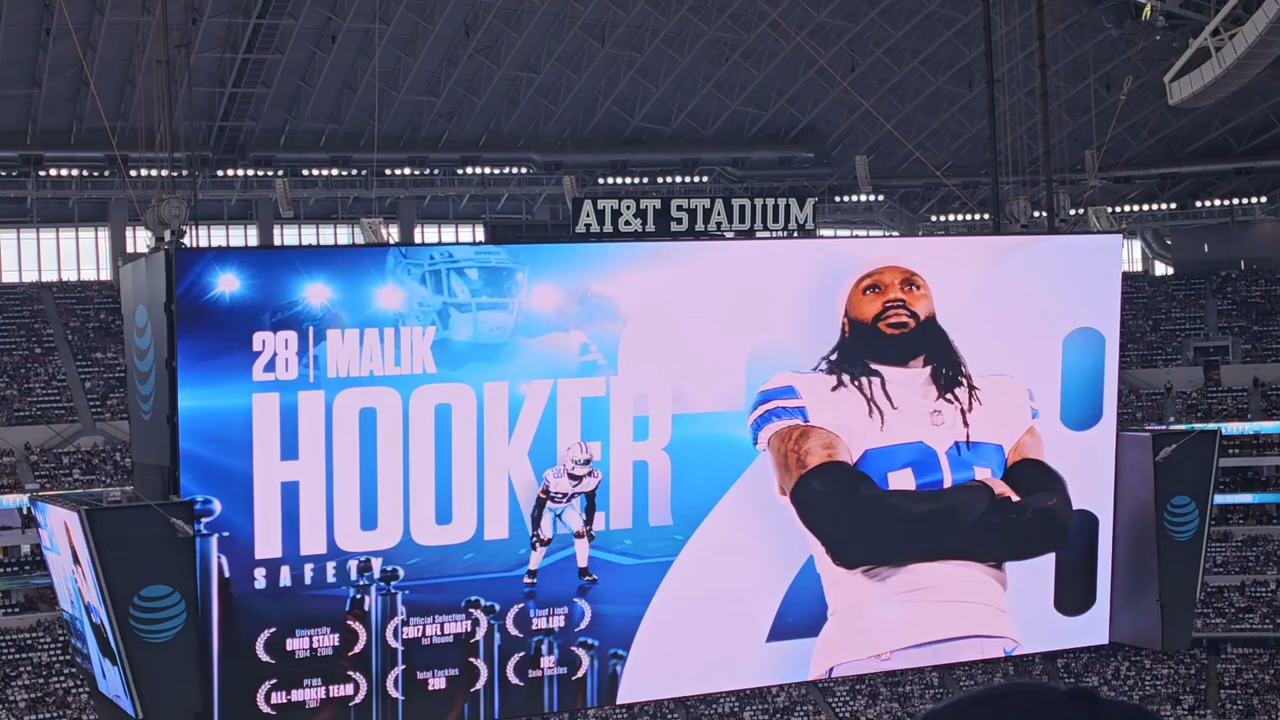 AT&T STADIUM
28 | MALIK
HOOKER
SAFETY
University
OHIO STATE
2014 - 2016
Official Selection
2017 NFL DRAFT
1st Round
6 foot 1 inch
210 LBS
PFWA
ALL-ROOKIE TEAM
2017
Total Tackles
280
182
Solo Tackles
28